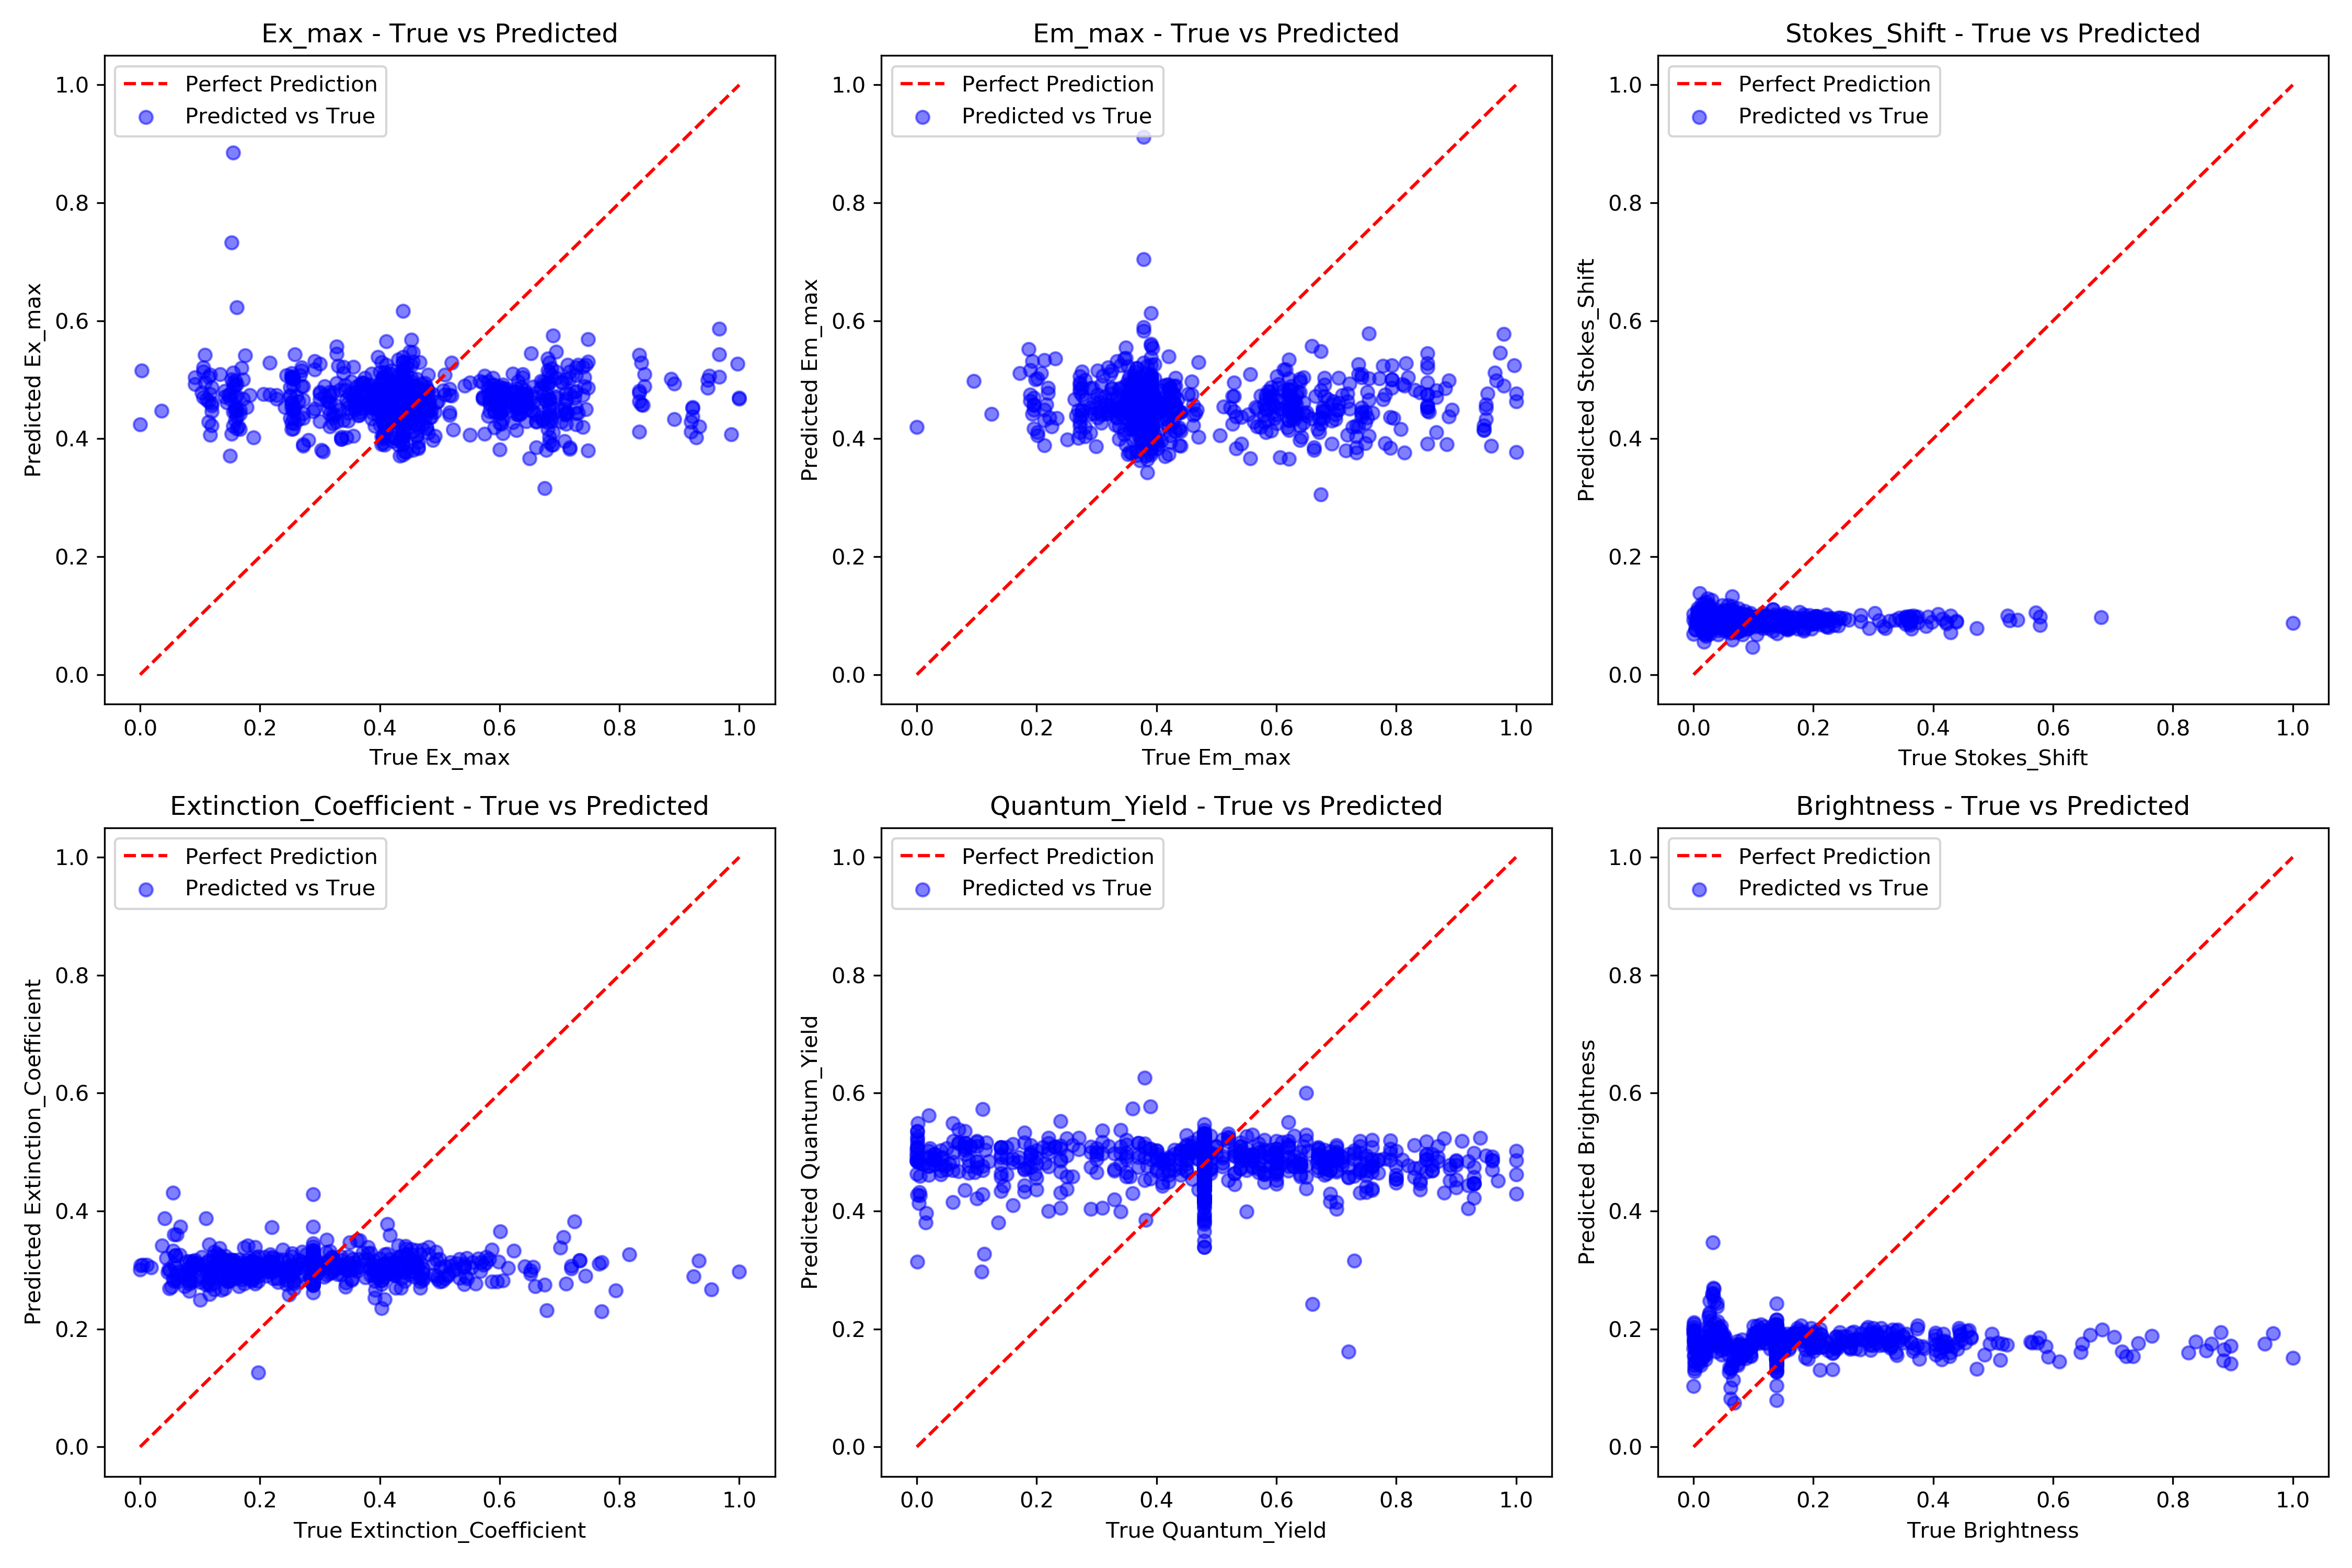 Ex_max - True vs Predicted
Perfect Prediction
Predicted vs True
1.0
0.8
0.6
0.4
0.2
0.0
Predicted Ex_max
0.0 0.2 0.4 0.6 0.8 1.0
True Ex_max
Em_max - True vs Predicted
Perfect Prediction
Predicted vs True
1.0
0.8
0.6
0.4
0.2
0.0
Predicted Em_max
0.0 0.2 0.4 0.6 0.8 1.0
True Em_max
Stokes_Shift - True vs Predicted
Perfect Prediction
Predicted vs True
1.0
0.8
0.6
0.4
0.2
0.0
Predicted Stokes_Shift
0.0 0.2 0.4 0.6 0.8 1.0
True Stokes_Shift
Extinction_Coefficient - True vs Predicted
Perfect Prediction
Predicted vs True
1.0
0.8
0.6
0.4
0.2
0.0
Predicted Extinction_Coefficient
0.0 0.2 0.4 0.6 0.8 1.0
True Extinction_Coefficient
Quantum_Yield - True vs Predicted
Perfect Prediction
Predicted vs True
1.0
0.8
0.6
0.4
0.2
0.0
Predicted Quantum_Yield
0.0 0.2 0.4 0.6 0.8 1.0
True Quantum_Yield
Brightness - True vs Predicted
Perfect Prediction
Predicted vs True
1.0
0.8
0.6
0.4
0.2
0.0
Predicted Brightness
0.0 0.2 0.4 0.6 0.8 1.0
True Brightness